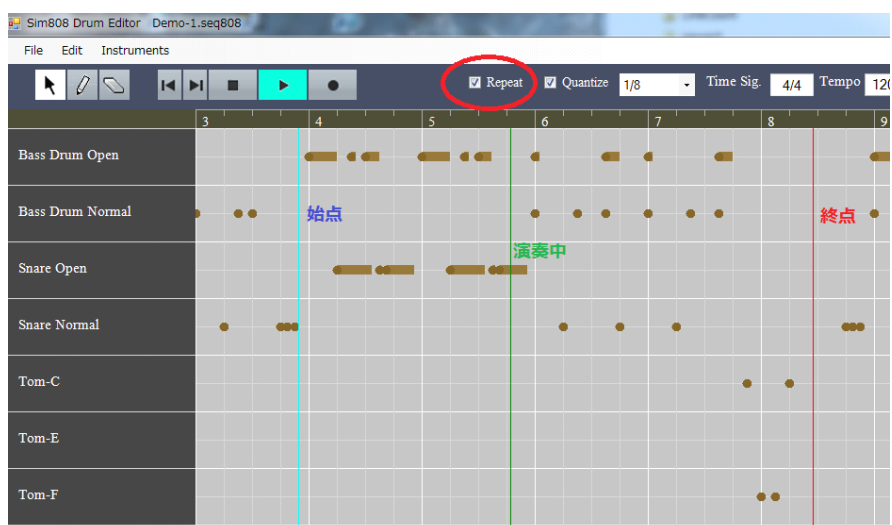 Sim808 Drum Editor Demo-1.seq808
File Edit Instruments
Repeat Quantize 1/8 Time Sig. 4/4 Tempo 120
3 4 5 6 7 8 9
Bass Drum Open
Bass Drum Normal 始点 終点
演奏中
Snare Open
Snare Normal
Tom-C
Tom-E
Tom-F